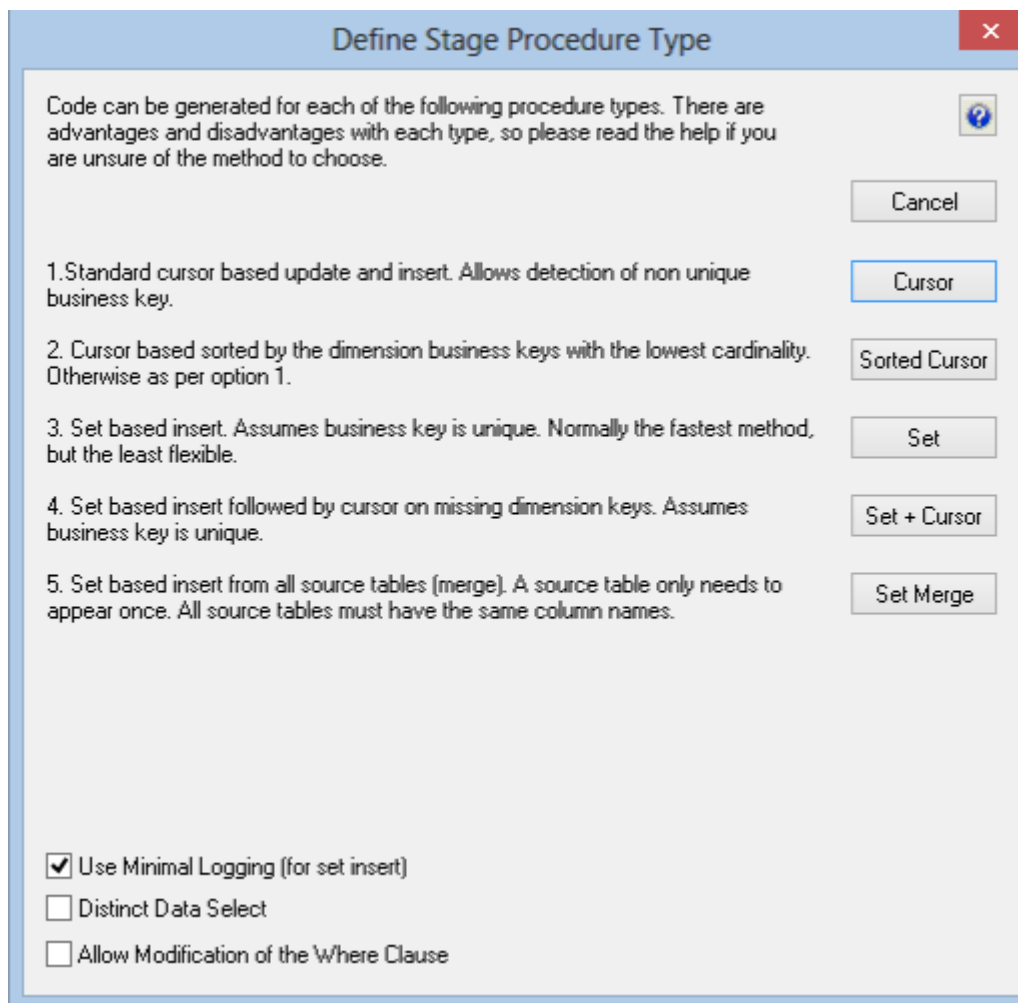 Define Stage Procedure Type
Code can be generated for each of the following procedure types. There are
advantages and disadvantages with each type, so please read the help if you
are unsure of the method to choose.
Cancel
1.Standard cursor based update and insert. Allows detection of non unique
business key.
Cursor
2. Cursor based sorted by the dimension business keys with the lowest cardinality.
Otherwise as per option 1.
Sorted Cursor
3. Set based insert. Assumes business key is unique. Normally the fastest method,
but the least flexible.
Set
4. Set based insert followed by cursor on missing dimension keys. Assumes
business key is unique.
Set + Cursor
5. Set based insert from all source tables (merge). A source table only needs to
appear once. All source tables must have the same column names.
Set Merge
Use Minimal Logging (for set insert)
Distinct Data Select
Allow Modification of the Where Clause